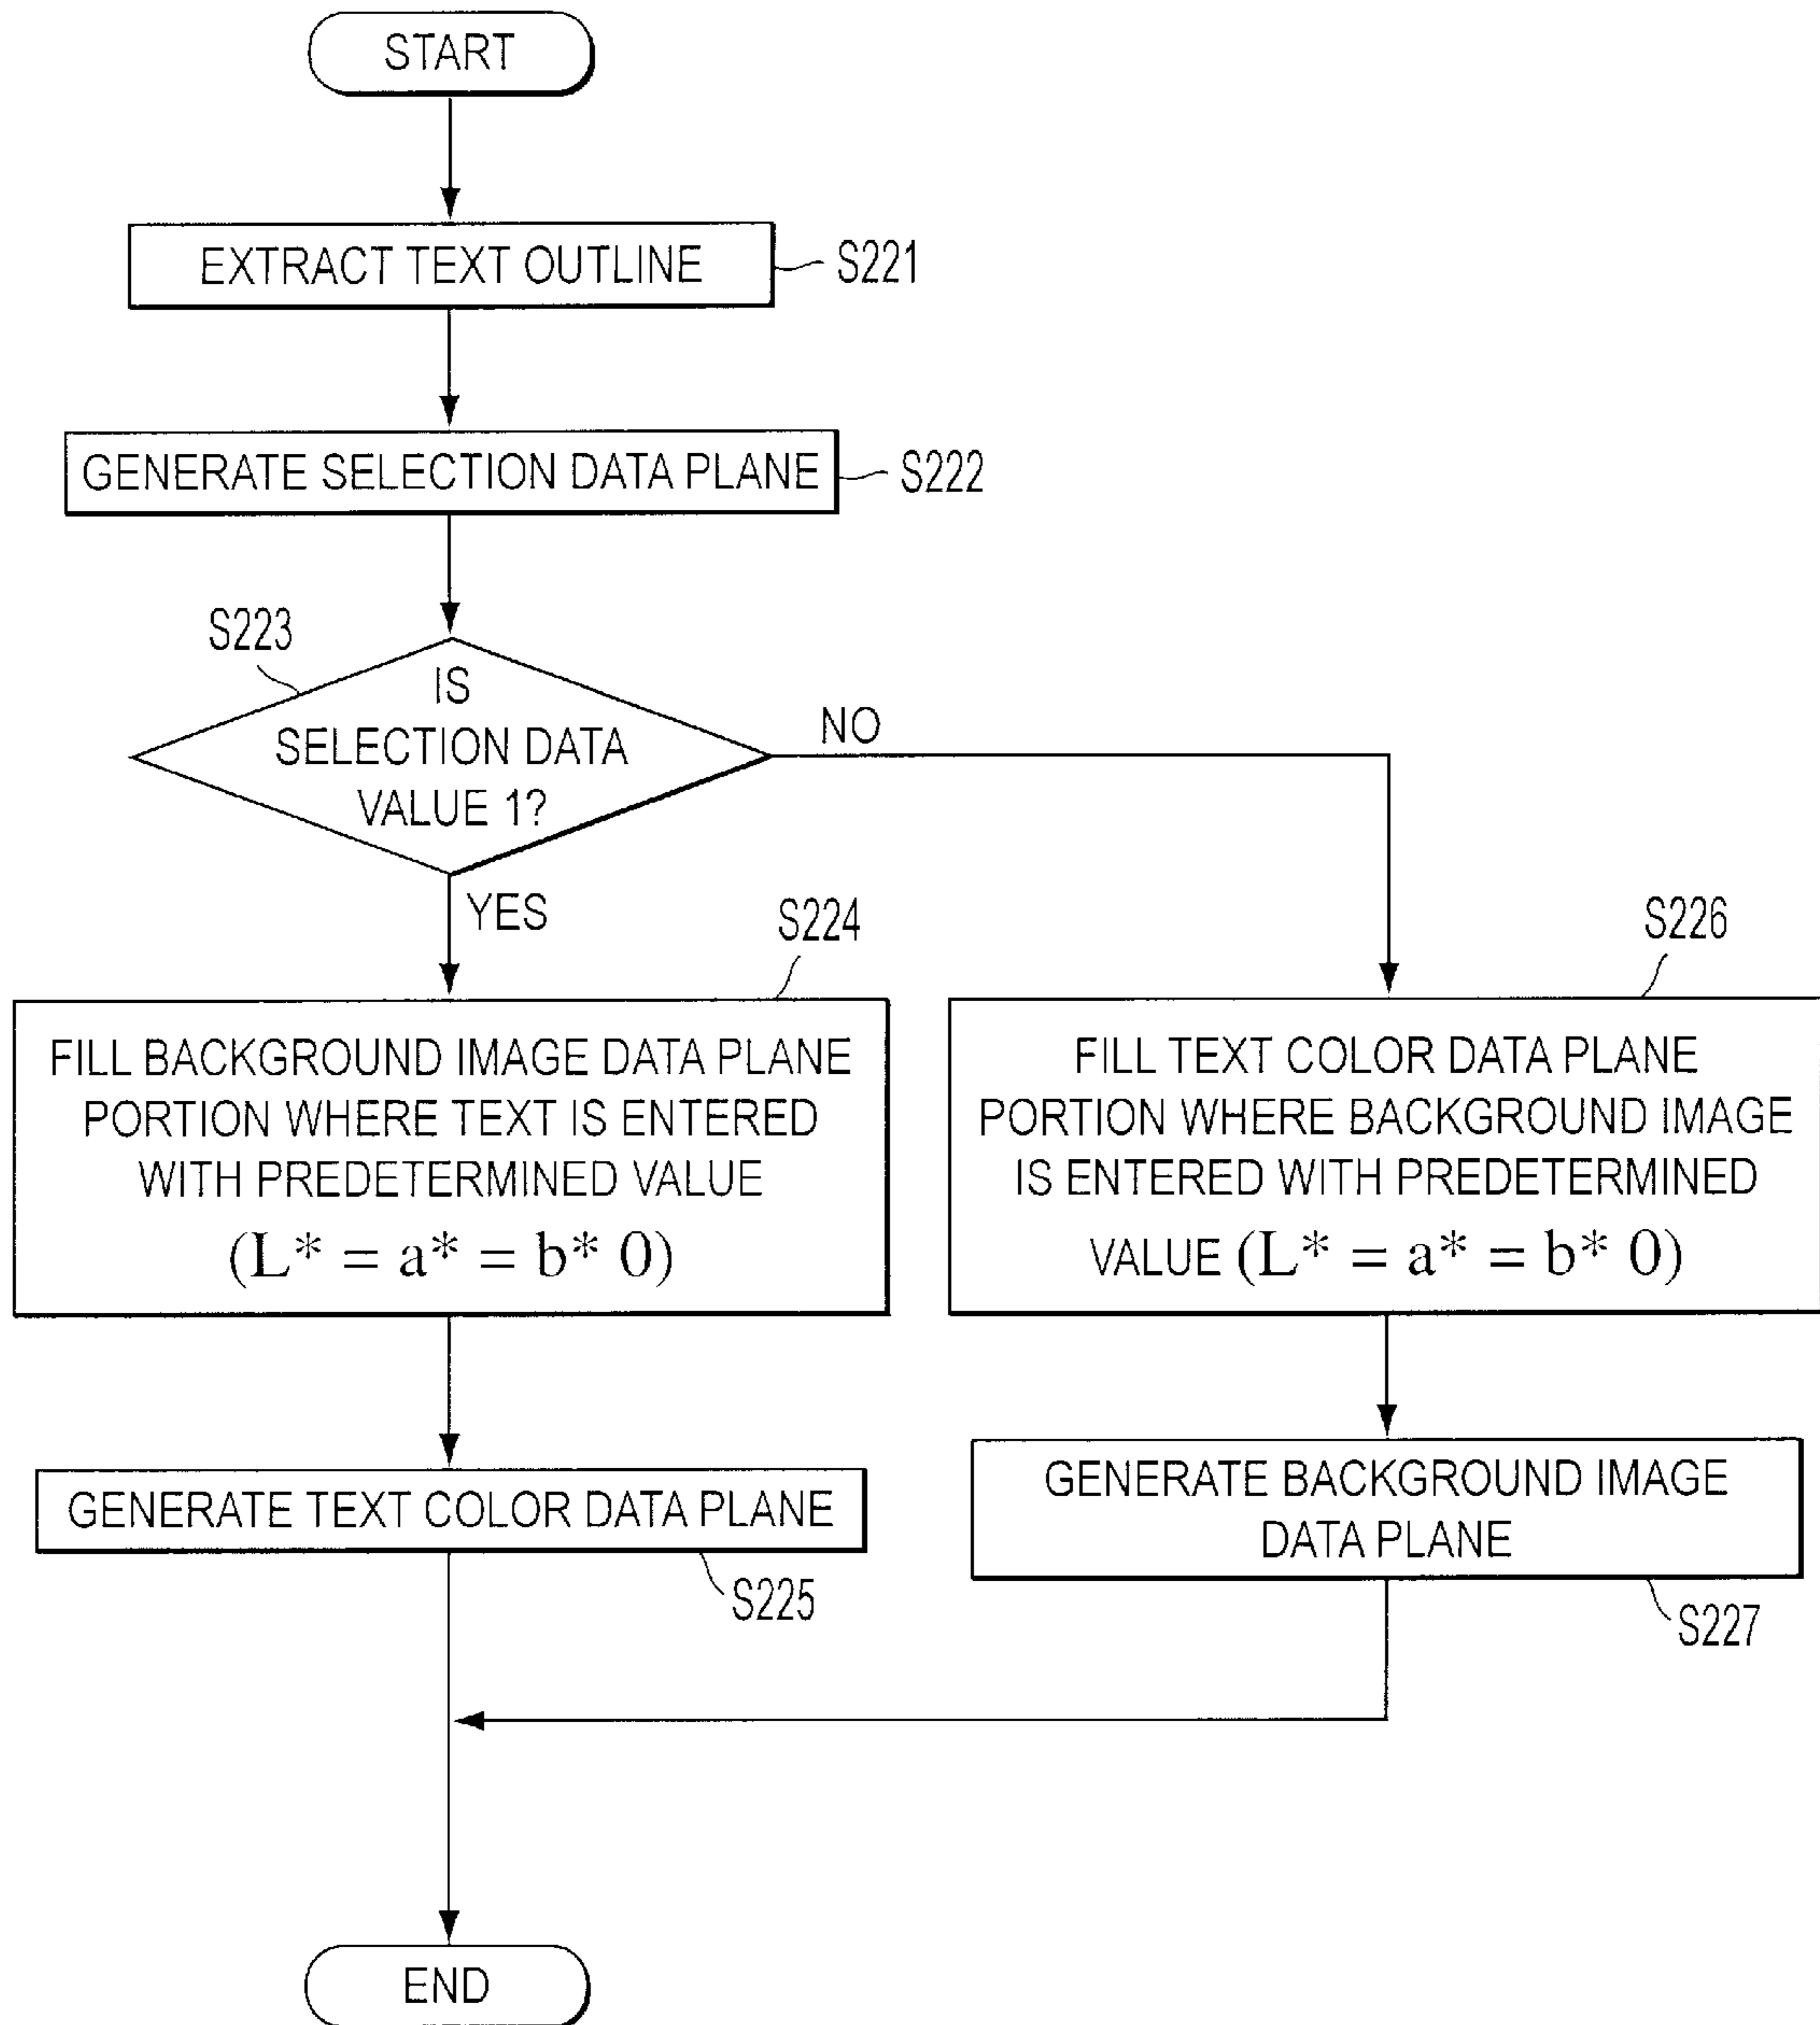 START
EXTRACT TEXT OUTLINE
S221
GENERATE SELECTION DATA PLANE
S222
S223
IS
SELECTION DATA
VALUE 1?
NO
YES
S224
FILL BACKGROUND IMAGE DATA PLANE
PORTION WHERE TEXT IS ENTERED
WITH PREDETERMINED VALUE
(L* = a* = b* 0)
S226
FILL TEXT COLOR DATA PLANE
PORTION WHERE BACKGROUND IMAGE
IS ENTERED WITH PREDETERMINED
VALUE (L* = a* = b* 0)
GENERATE TEXT COLOR DATA PLANE
S225
GENERATE BACKGROUND IMAGE
DATA PLANE
S227
END